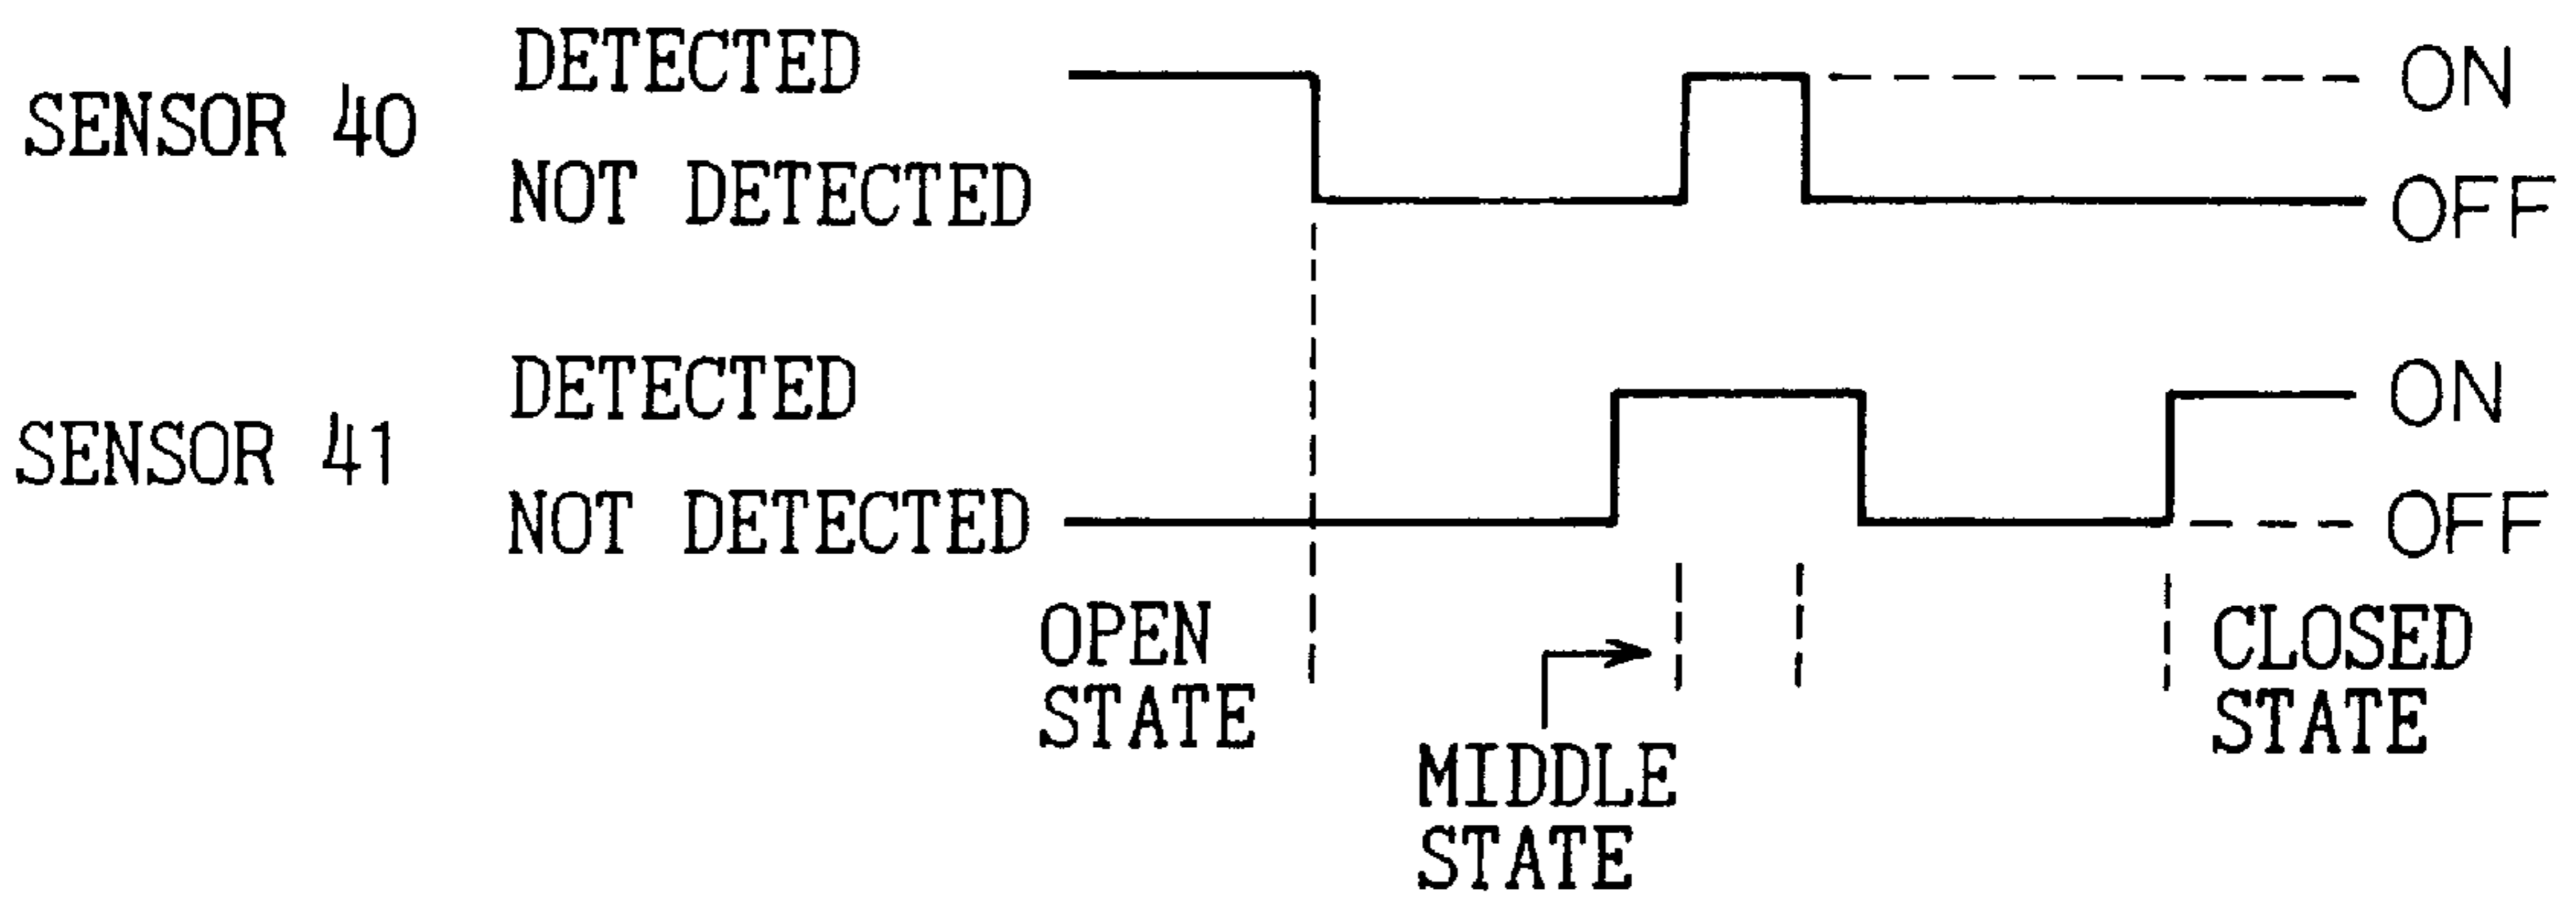 DETECTED
ON
SENSOR 40
NOT DETECTED
OFF
DETECTED
ON
SENSOR 41
NOT DETECTED
OFF
OPEN
STATE
CLOSED
STATE
MIDDLE
STATE